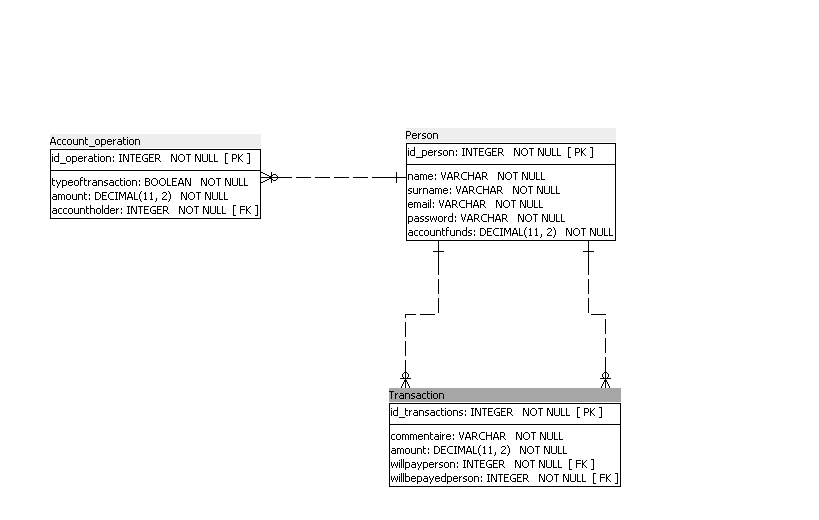 Person
id_person: INTEGER NOT NULL [ PK ]
name: VARCHAR NOT NULL
surname: VARCHAR NOT NULL
email: VARCHAR NOT NULL
password: VARCHAR NOT NULL
accountfunds: DECIMAL(11, 2) NOT NULL
Account_operation
id_operation: INTEGER NOT NULL [ PK ]
typeoftransaction: BOOLEAN NOT NULL
amount: DECIMAL(11, 2) NOT NULL
accountholder: INTEGER NOT NULL [ FK ]
Transaction
id_transactions: INTEGER NOT NULL [ PK ]
commentaire: VARCHAR NOT NULL
amount: DECIMAL(11, 2) NOT NULL
willpayperson: INTEGER NOT NULL [ FK ]
willbepayedperson: INTEGER NOT NULL [ FK ]